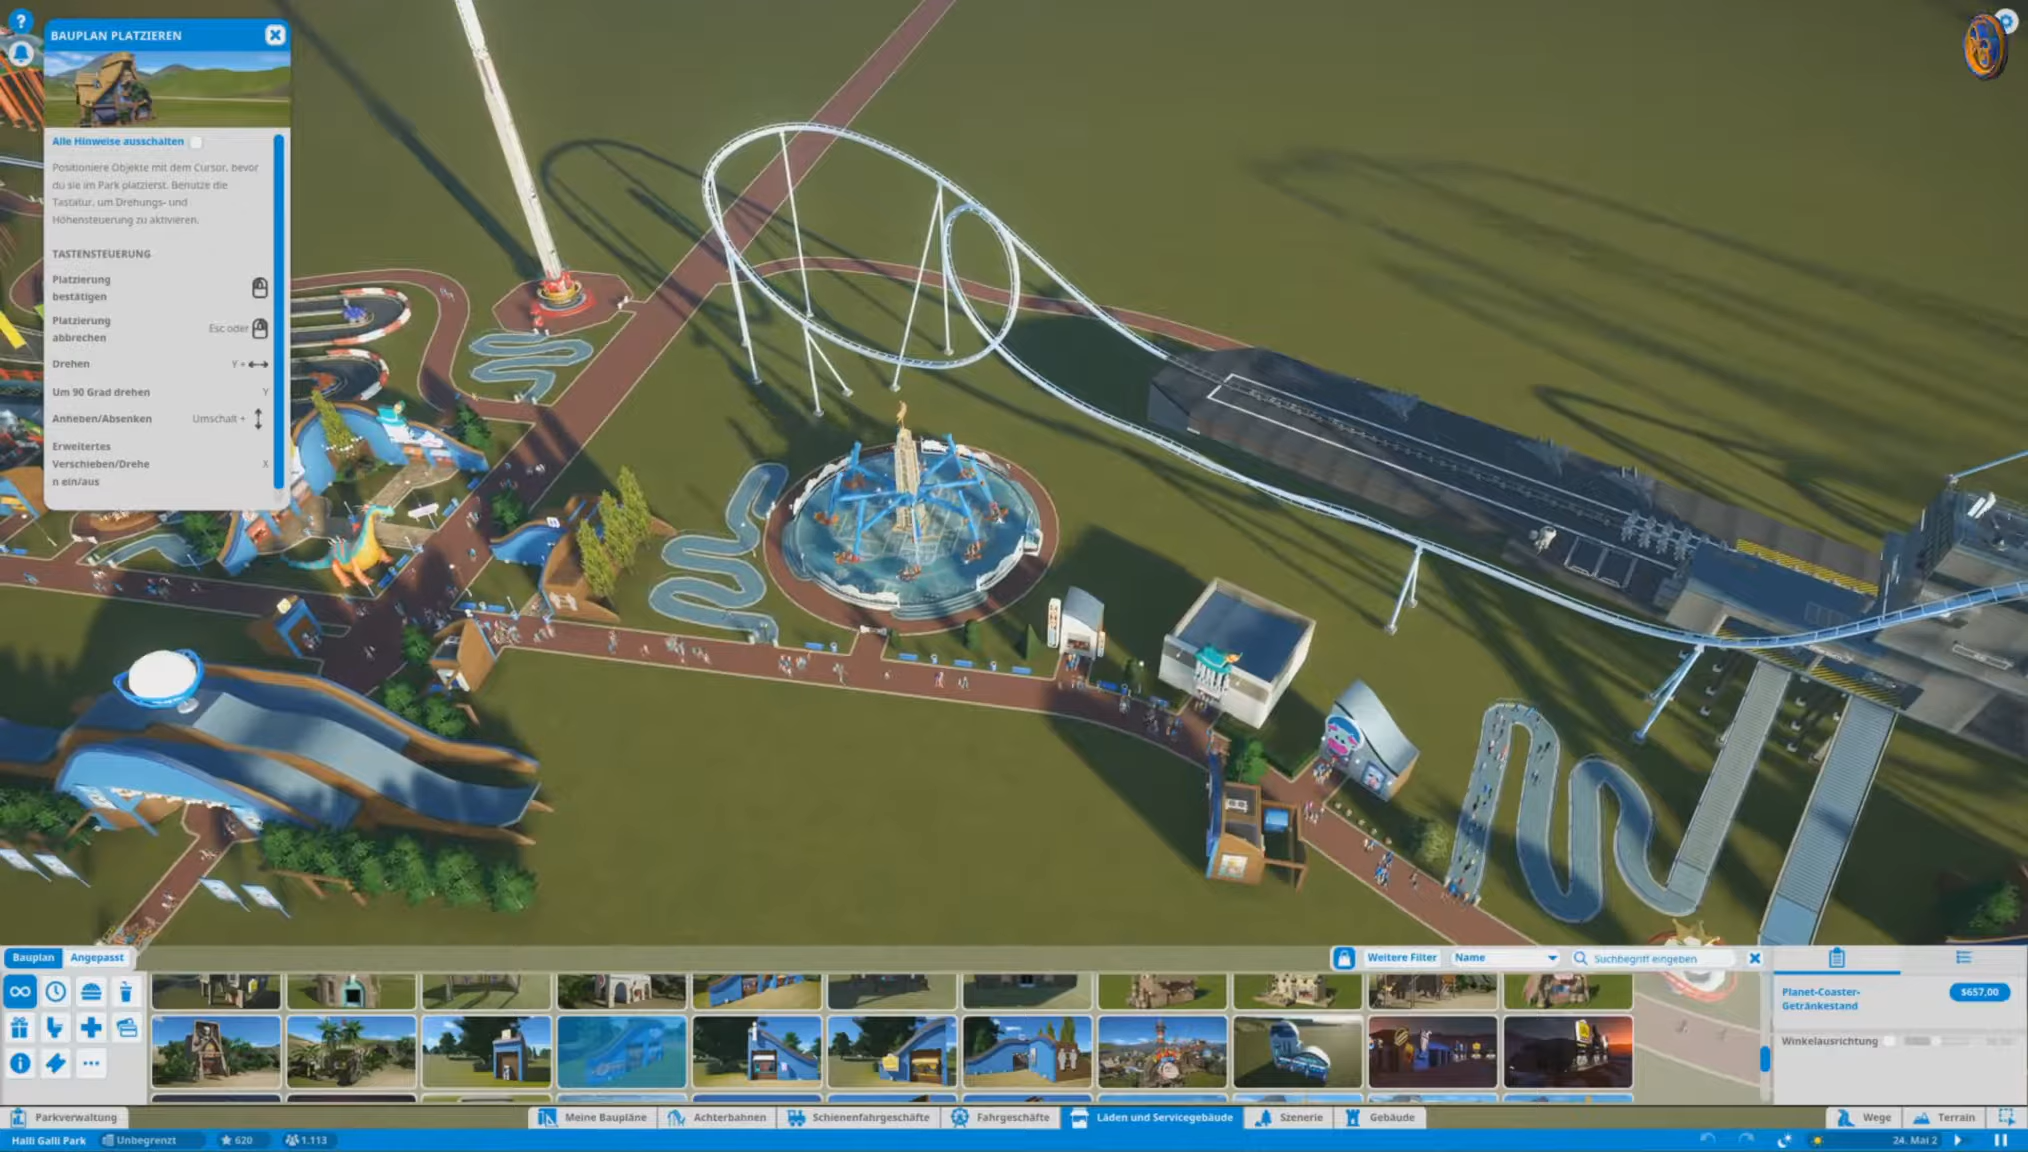 BAUPLAN PLATZIEREN
Alle Hinweise ausschalten
Positioniere Objekte mit dem Cursor, bevor
du sie im Park platzierst. Benutze die
Tastatur, um Drehungs- und
Höhensteuerung zu aktivieren.
TASTENSTEUERUNG
Platzierung
bestätigen
Platzierung
abbrechen
Esc oder
Drehen
Y +
Um 90 Grad drehen
Y
Anheben/Absenken
Umschalt +
Erweitertes
Verschieben/Drehe
n ein/aus
X
Bauplan
Angepasst
Weitere Filter
Name
Suchbegriff eingeben
Planet-Coaster-
Getränkestand
$657,00
Winkelausrichtung
Parkverwaltung
Meine Baupläne
Achterbahnen
Schienenfahrgeschäfte
Fahrgeschäfte
Läden und Servicegebäude
Szenerie
Gebäude
Wege
Terrain
Halli Galli Park
Unbegrenzt
620
1.113
24. Mai 2